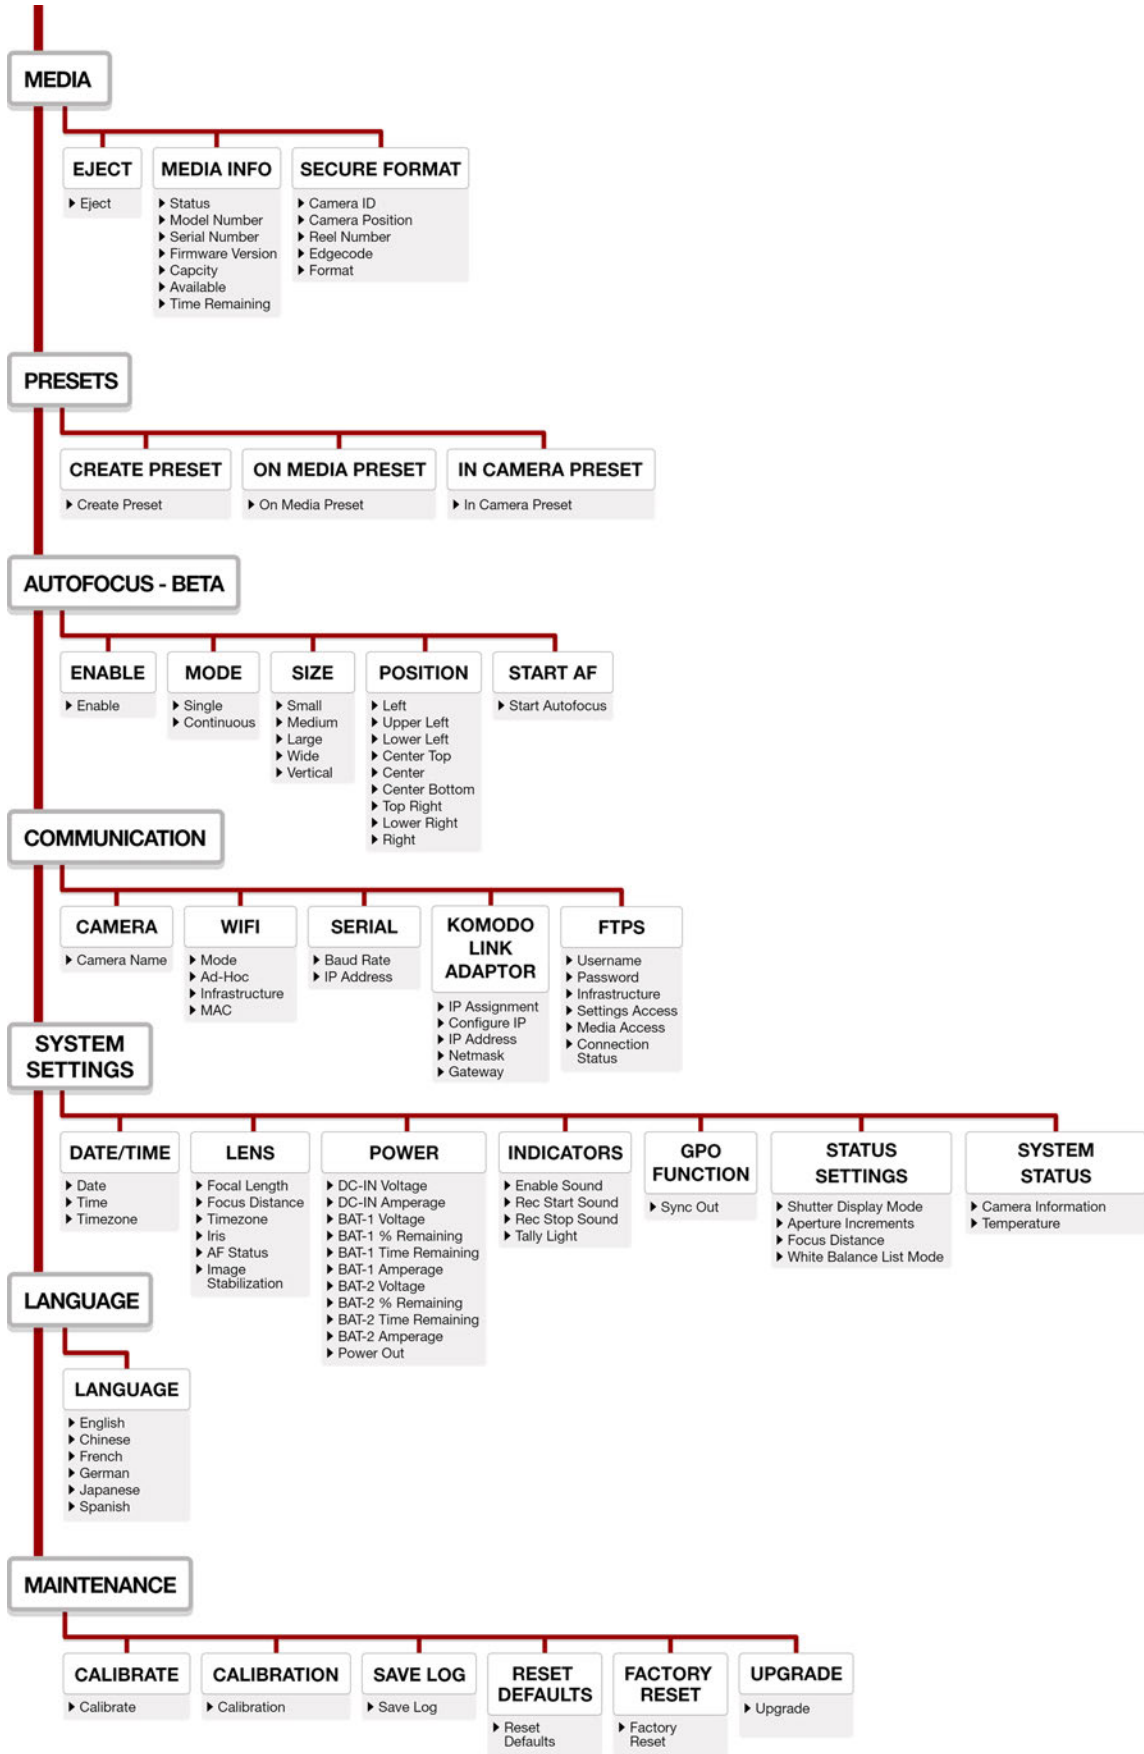 MEDIA
EJECT
Eject
MEDIA INFO
Status
Model Number
Serial Number
Firmware Version
Capcity
Available
Time Remaining
SECURE FORMAT
Camera ID
Camera Position
Reel Number
Edgecode
Format
PRESETS
CREATE PRESET
Create Preset
ON MEDIA PRESET
On Media Preset
IN CAMERA PRESET
In Camera Preset
AUTOFOCUS - BETA
ENABLE
Enable
MODE
Single
Continuous
SIZE
Small
Medium
Large
Wide
Vertical
POSITION
Left
Upper Left
Lower Left
Center Top
Center
Center Bottom
Top Right
Lower Right
Right
START AF
Start Autofocus
COMMUNICATION
CAMERA
Camera Name
WIFI
Mode
Ad-Hoc
Infrastructure
MAC
SERIAL
Baud Rate
IP Address
KOMODO
LINK
ADAPTOR
IP Assignment
Configure IP
IP Address
Netmask
Gateway
FTPS
Username
Password
Infrastructure
Settings Access
Media Access
Connection
Status
SYSTEM
SETTINGS
DATE/TIME
Date
Time
Timezone
LENS
Focal Length
Focus Distance
Timezone
Iris
AF Status
Image
Stabilization
POWER
DC-IN Voltage
DC-IN Amperage
BAT-1 Voltage
BAT-1 % Remaining
BAT-1 Time Remaining
BAT-1 Amperage
BAT-2 Voltage
BAT-2 % Remaining
BAT-2 Time Remaining
BAT-2 Amperage
Power Out
INDICATORS
Enable Sound
Rec Start Sound
Rec Stop Sound
Tally Light
GPO
FUNCTION
Sync Out
STATUS
SETTINGS
Shutter Display Mode
Aperture Increments
Focus Distance
White Balance List Mode
SYSTEM
STATUS
Camera Information
Temperature
LANGUAGE
LANGUAGE
English
Chinese
French
German
Japanese
Spanish
MAINTENANCE
CALIBRATE
Calibrate
CALIBRATION
Calibration
SAVE LOG
Save Log
RESET
DEFAULTS
Reset
Defaults
FACTORY
RESET
Factory
Reset
UPGRADE
Upgrade